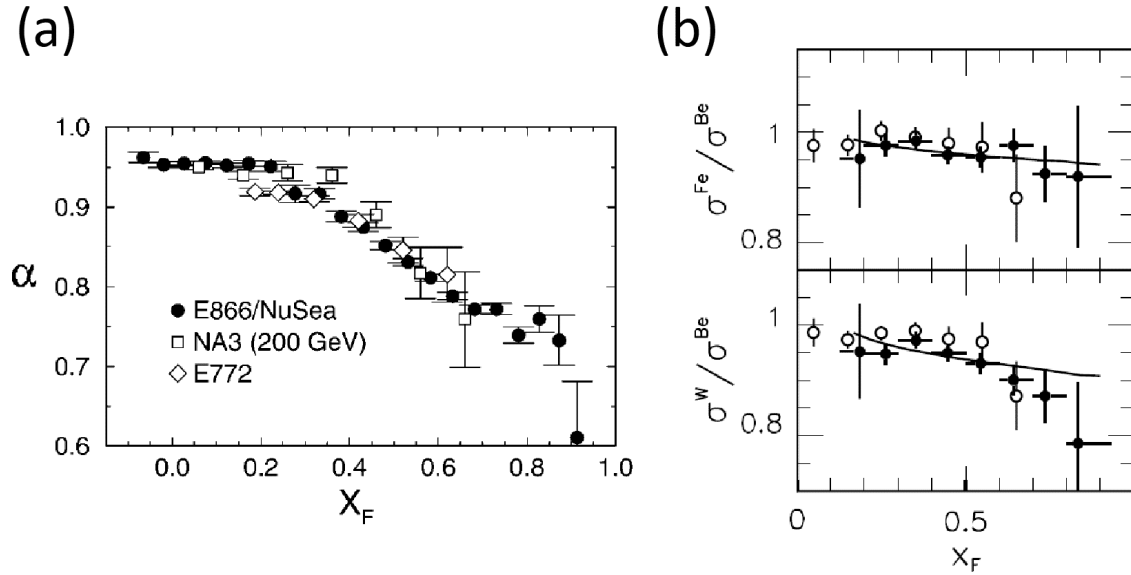 (a)
1.0
0.9
0.8
0.7
0.6
α
E866/NuSea
NA3 (200 GeV)
E772
0.0 0.2 0.4 0.6 0.8 1.0
X_F
(b)
σ^Fe / σ^Be
1
0.8
σ^W / σ^Be
1
0.8
0 0.5
x_F